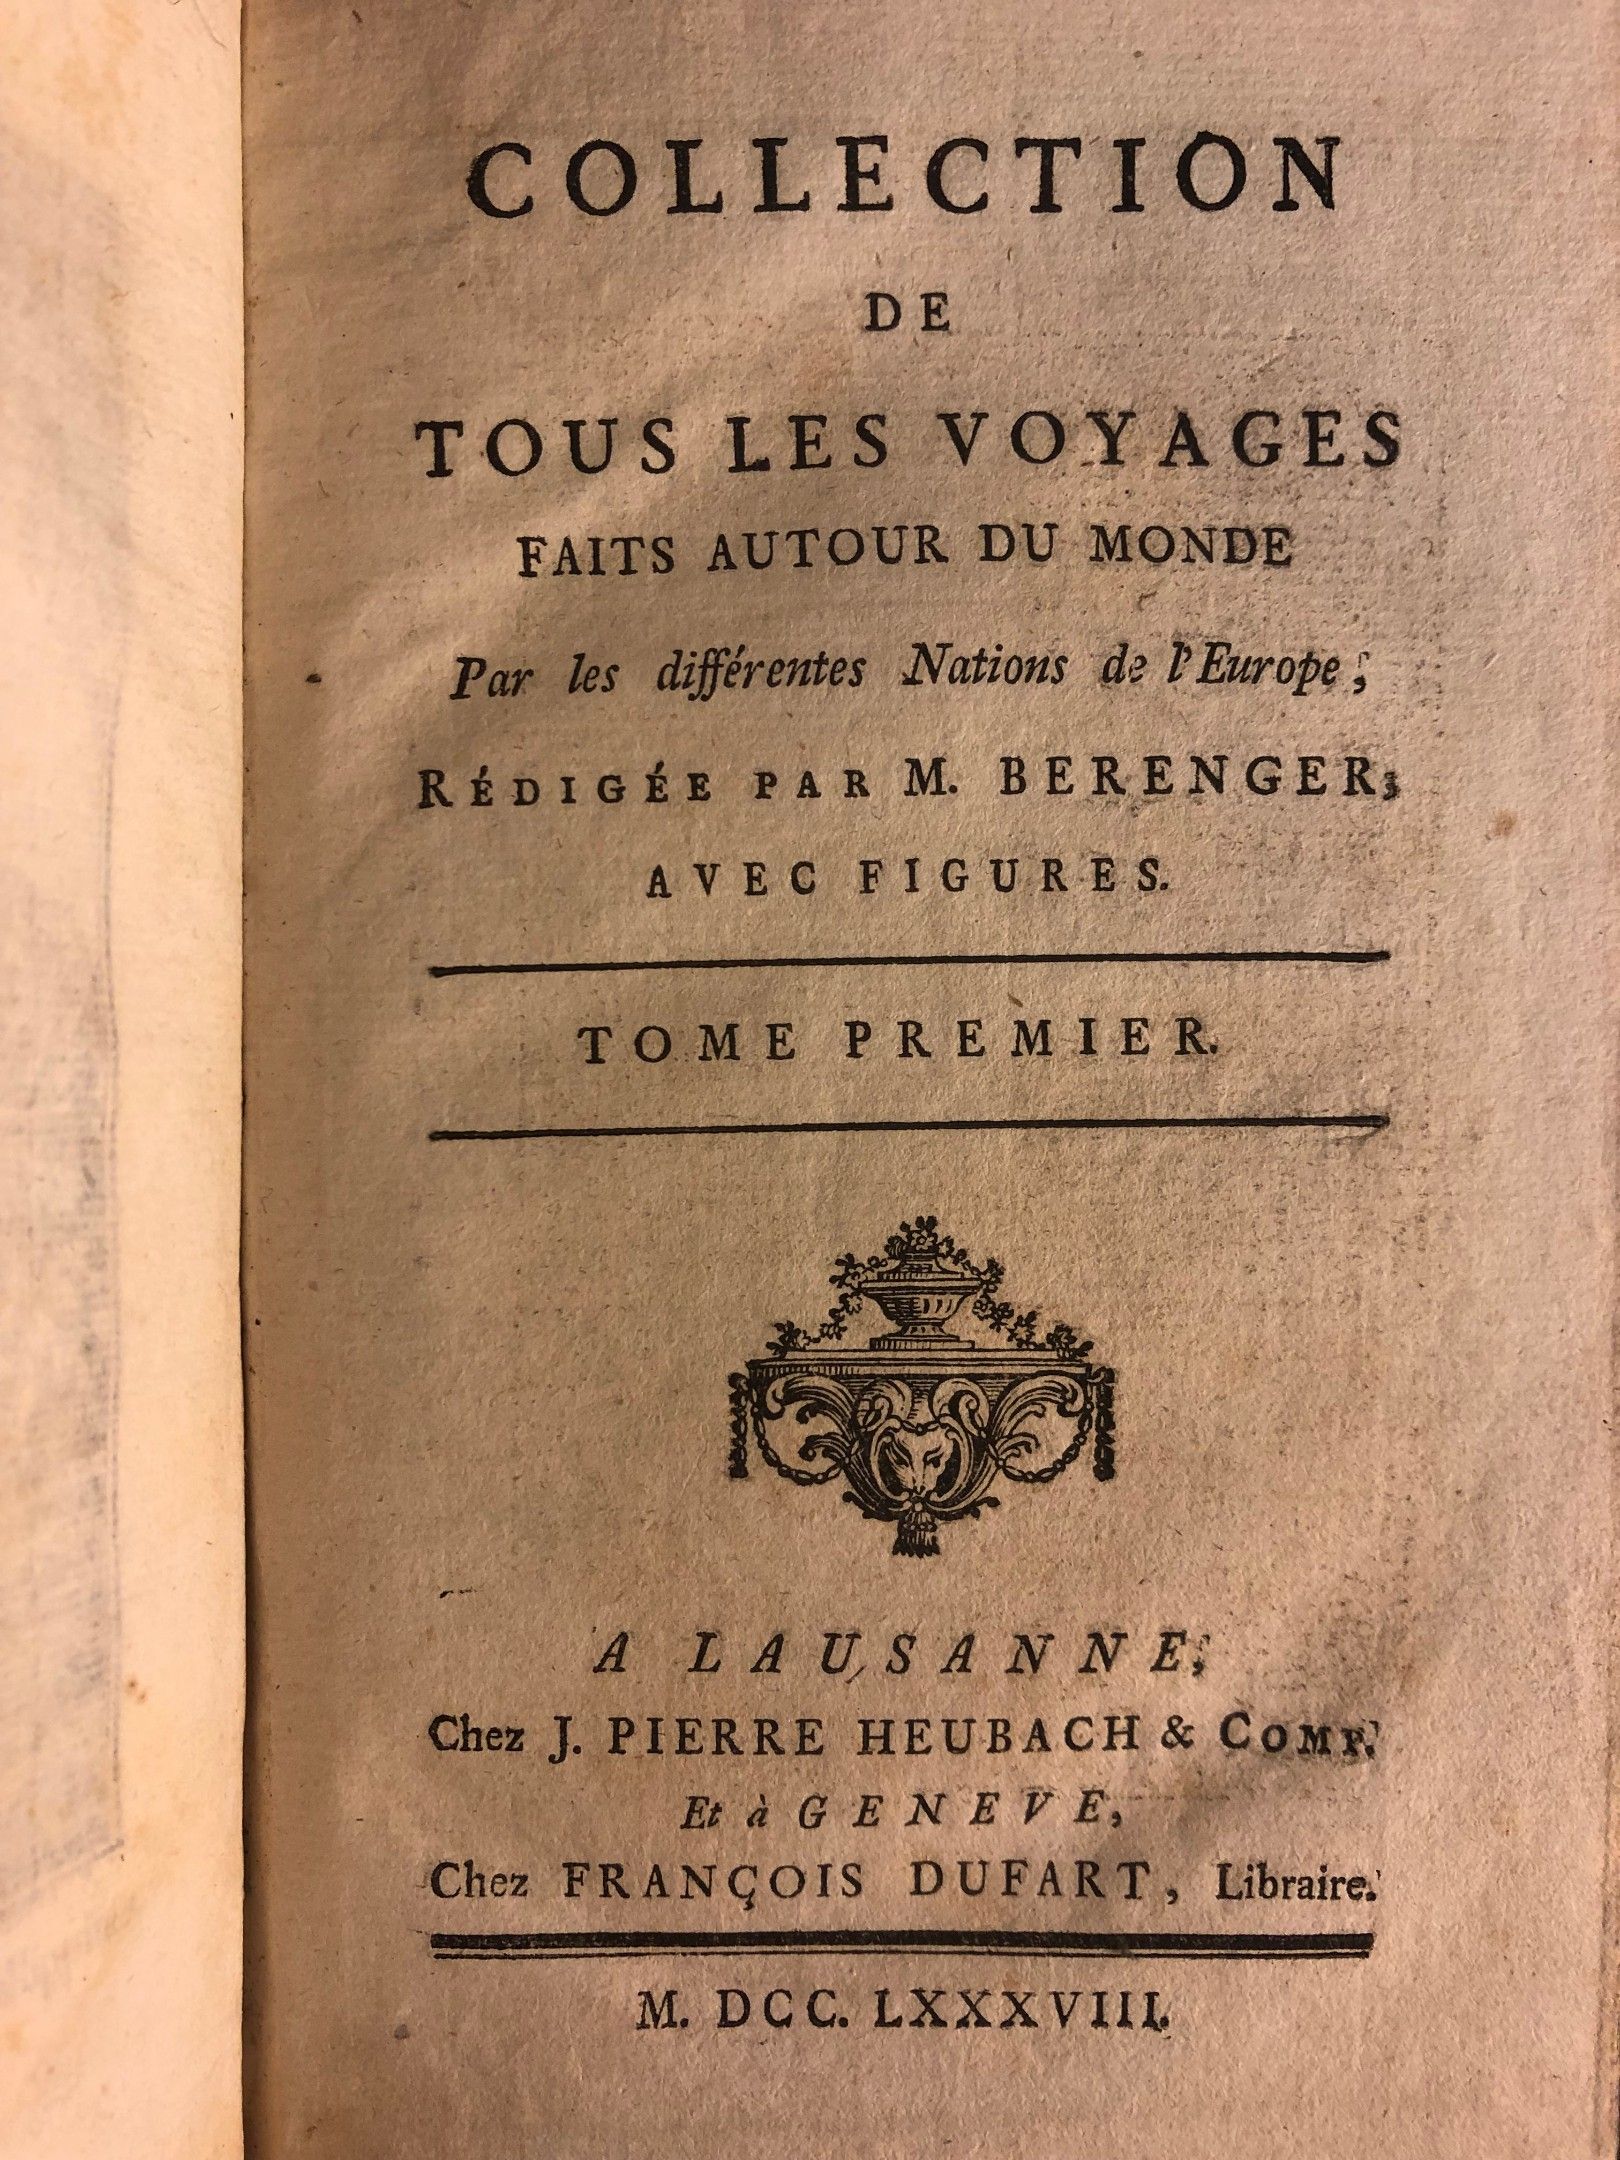 COLLECTION
DE
TOUS LES VOYAGES
FAITS AUTOUR DU MONDE
Par les différentes Nations de l'Europe;
RÉDIGÉE PAR M. BERENGER;
AVEC FIGURES.
TOME PREMIER.
A LAUSANNE,
Chez J. PIERRE HEUBACH & COMP.
Et à GENEVE,
Chez FRANÇOIS DUFART, Libraire.
M. DCC. LXXXVIII.